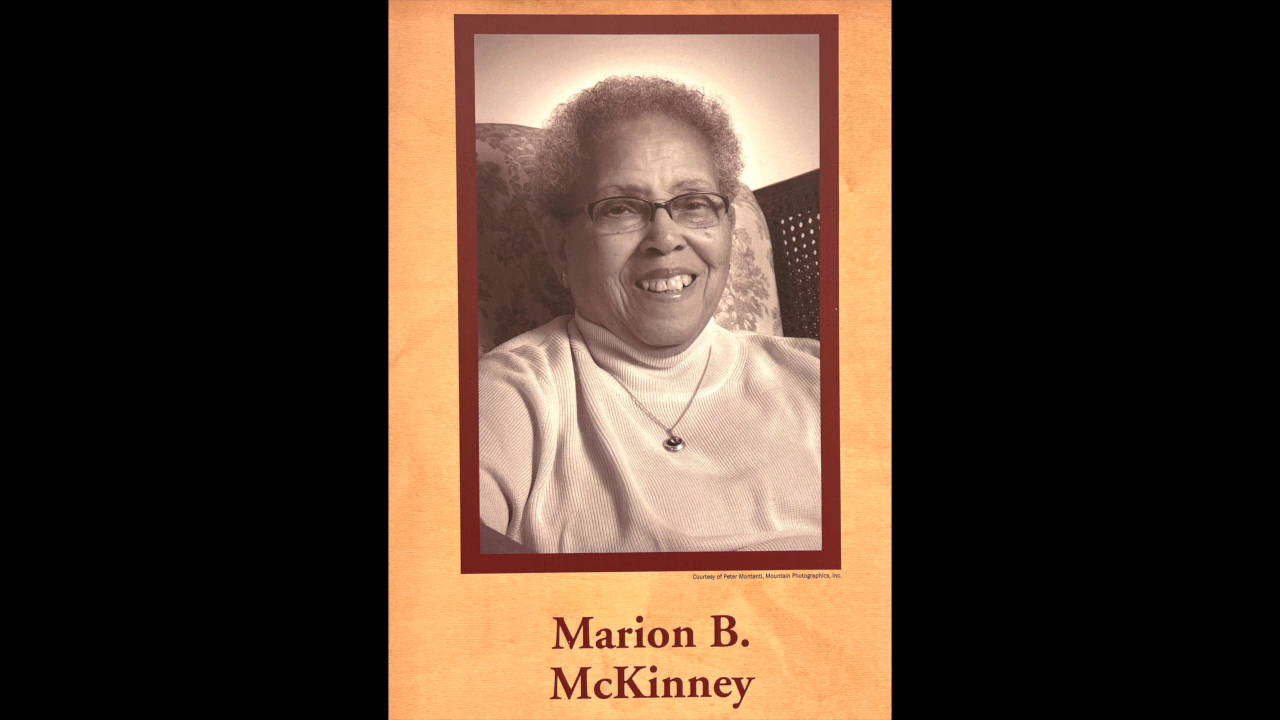 Courtesy of Peter Montanti, Mountain Photographics, Inc.
Marion B.
McKinney